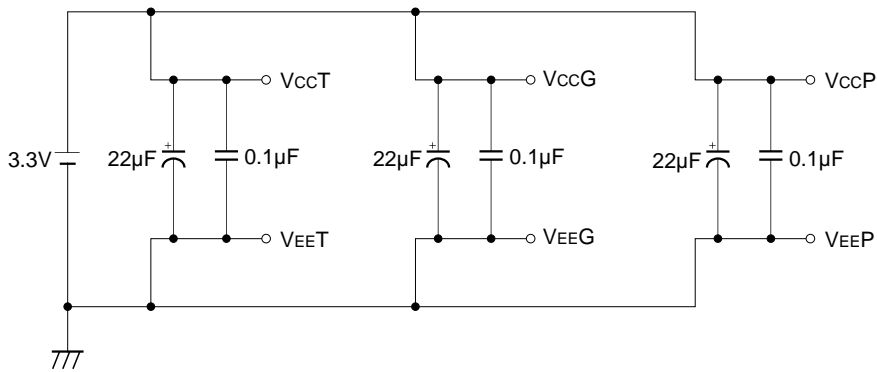 VCCT
VCCG
VCCP
3.3V
22µF
+
0.1µF
22µF
+
0.1µF
22µF
+
0.1µF
VEET
VEEG
VEEP